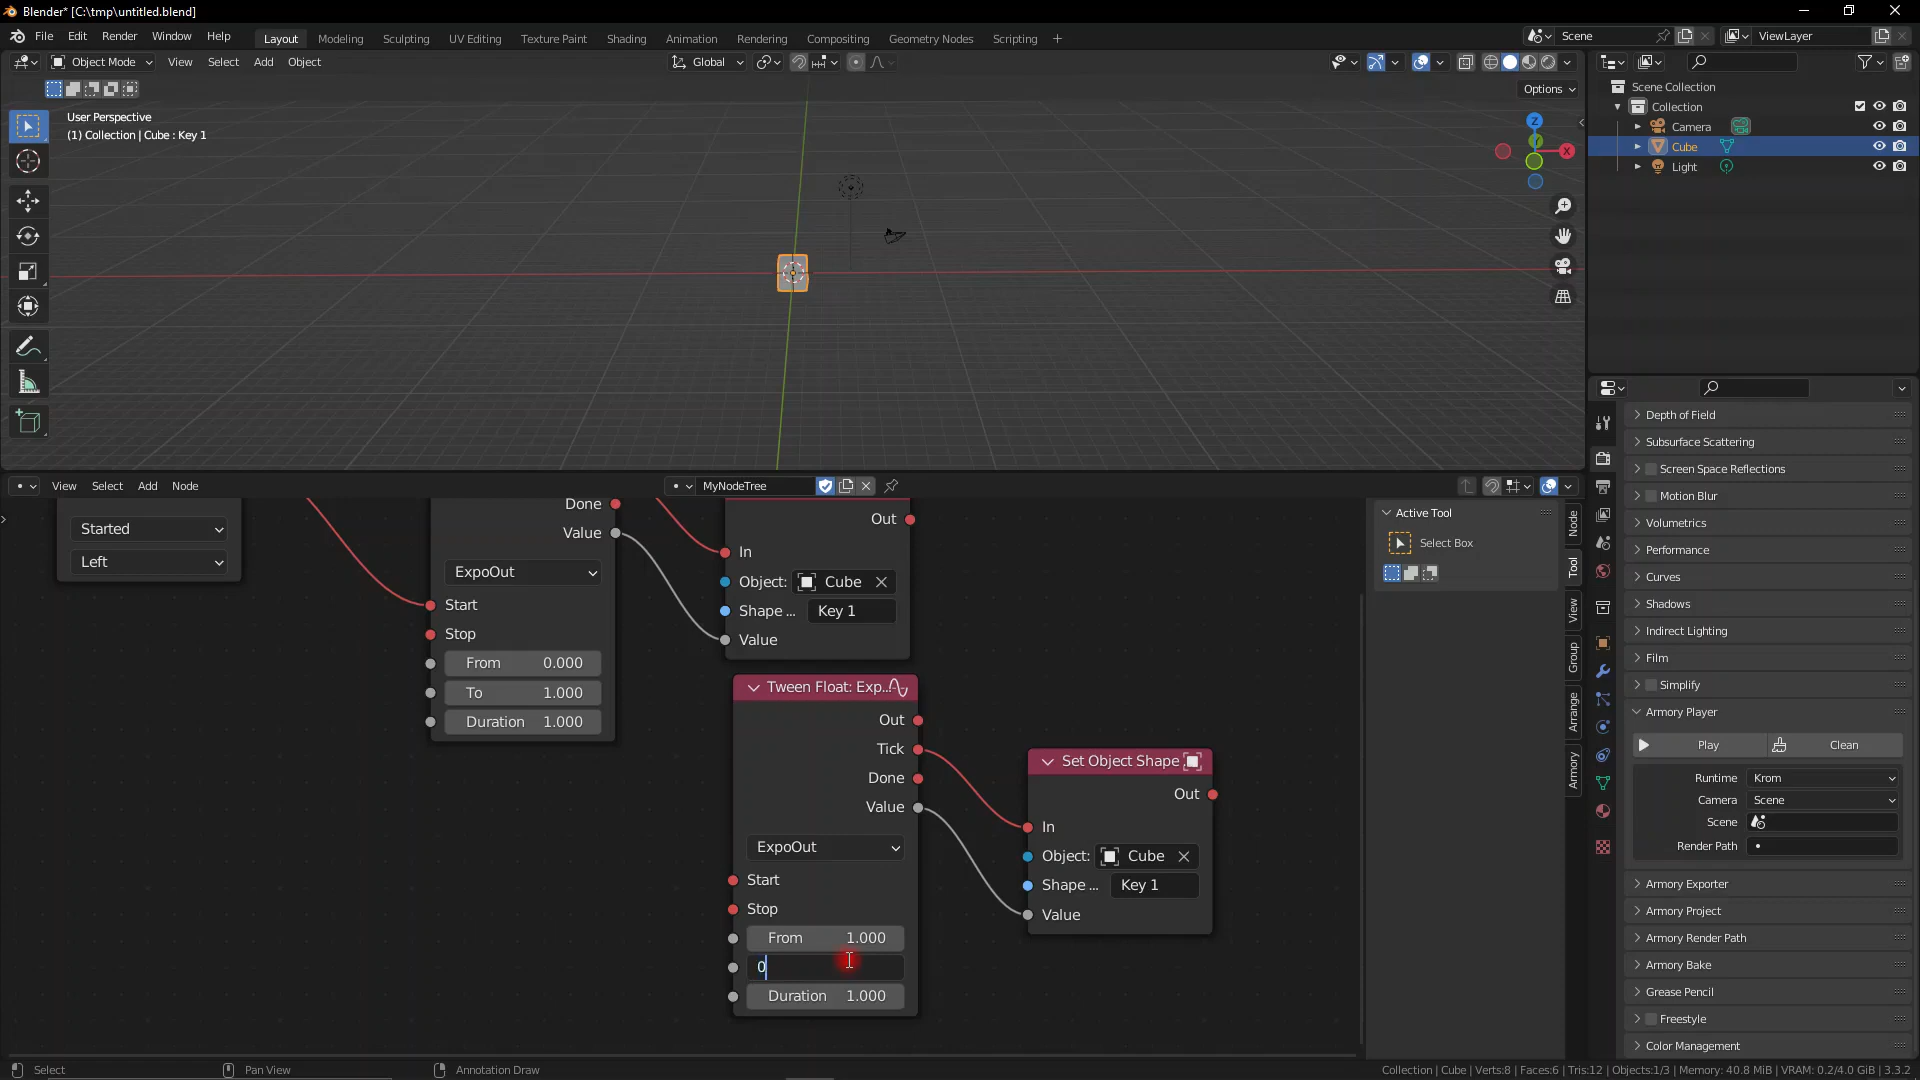 Blender* [C:\tmp\untitled.blend]
File Edit Render Window Help
Layout Modeling Sculpting UV Editing Texture Paint Shading Animation Rendering Compositing Geometry Nodes Scripting +
Scene
ViewLayer
Object Mode View Select Add Object
Global
Options
User Perspective
(1) Collection | Cube : Key 1
Z
X
Scene Collection
Collection
Camera
Cube
Light
Depth of Field
Subsurface Scattering
Screen Space Reflections
Motion Blur
Volumetrics
Performance
Curves
Shadows
Indirect Lighting
Film
Simplify
Armory Player
Play Clean
Runtime Krom
Camera Scene
Scene
Render Path
Armory Exporter
Armory Project
Armory Render Path
Armory Bake
Grease Pencil
Freestyle
Color Management
View Select Add Node
MyNodeTree
Started
Left
Done
Value
ExpoOut
Start
Stop
From 0.000
To 1.000
Duration 1.000
Out
In
Object: Cube
Shape ... Key 1
Value
Tween Float: Exp...
Out
Tick
Done
Value
ExpoOut
Start
Stop
From 1.000
0
Duration 1.000
Set Object Shape
Out
In
Object: Cube
Shape ... Key 1
Value
Active Tool
Select Box
Node
Tool
View
Group
Arrange
Armory
Select
Pan View
Annotation Draw
Collection | Cube | Verts:8 | Faces:6 | Tris:12 | Objects:1/3 | Memory: 40.8 MiB | VRAM: 0.2/4.0 GiB | 3.3.2